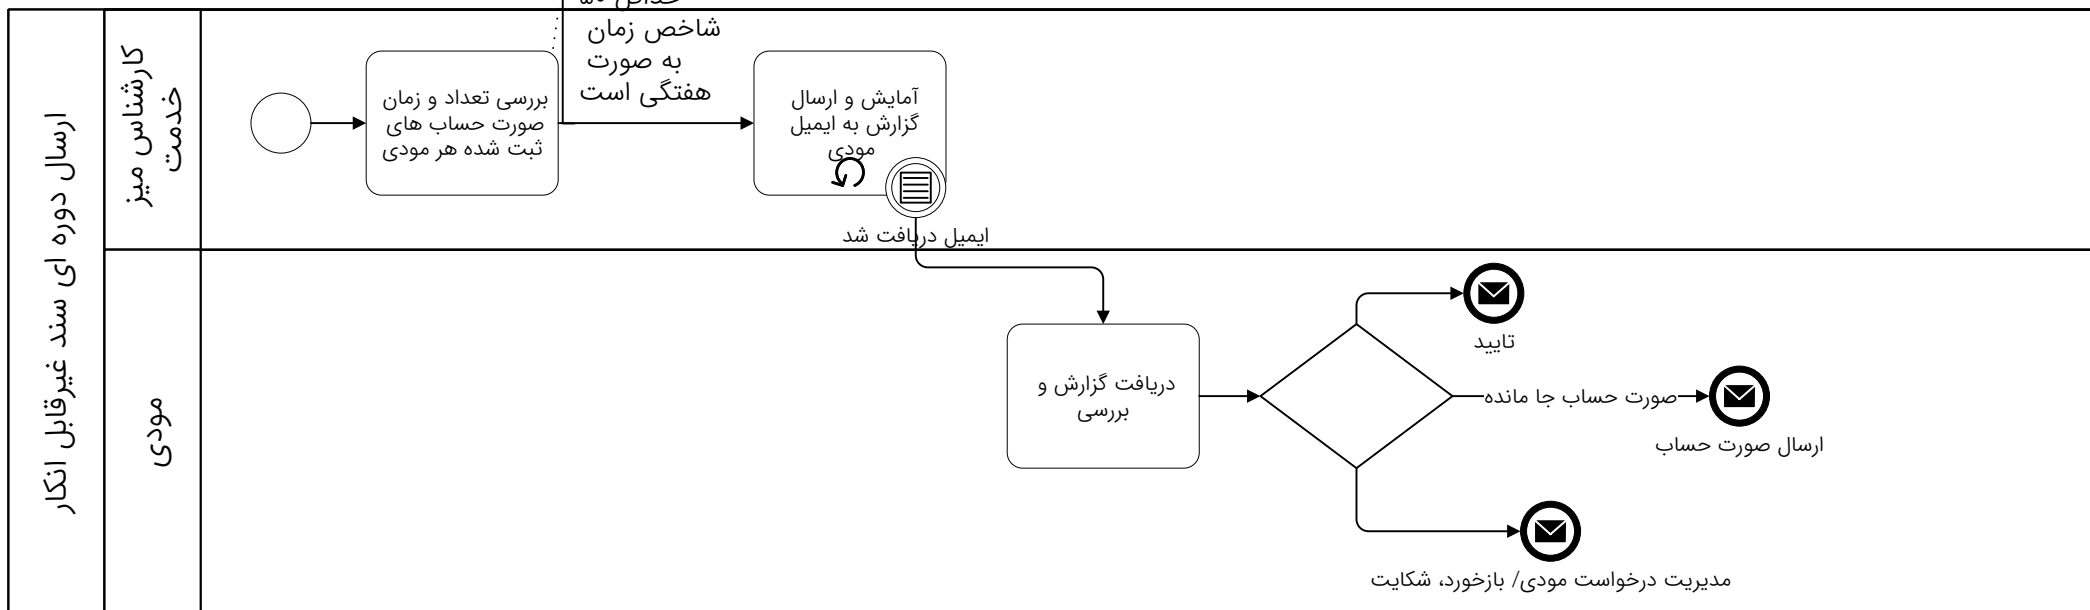 ارسال دوره ای سند غیرقابل انکار
کارشناس میز
خدمت
مودی
بررسی تعداد و زمان
صورت حساب های
ثبت شده هر مودی
شاخص زمان
به صورت
هفتگی است
آمایش و ارسال
گزارش به ایمیل
مودی
ایمیل دریافت شد
دریافت گزارش و
بررسی
تایید
صورت حساب جا مانده
ارسال صورت حساب
مدیریت درخواست مودی/ بازخورد، شکایت